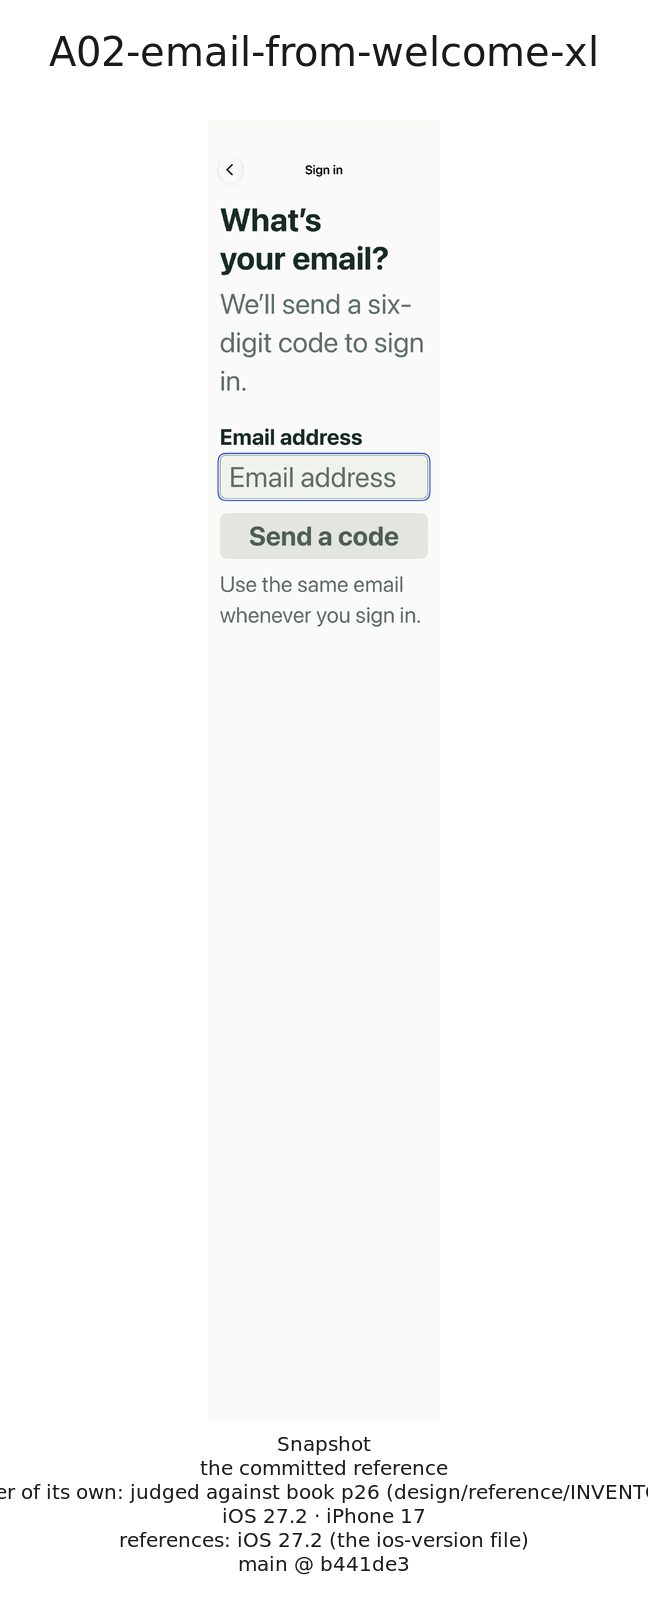 A02-email-from-welcome-xl
Sign in
What’s
your email?
We’ll send a six-
digit code to sign
in.
Email address
Email address
Send a code
Use the same email
whenever you sign in.
Snapshot
the committed reference
of its own: judged against book p26 (design/reference/
iOS 27.2 · iPhone 17
references: iOS 27.2 (the ios-version file)
main @ b441de3